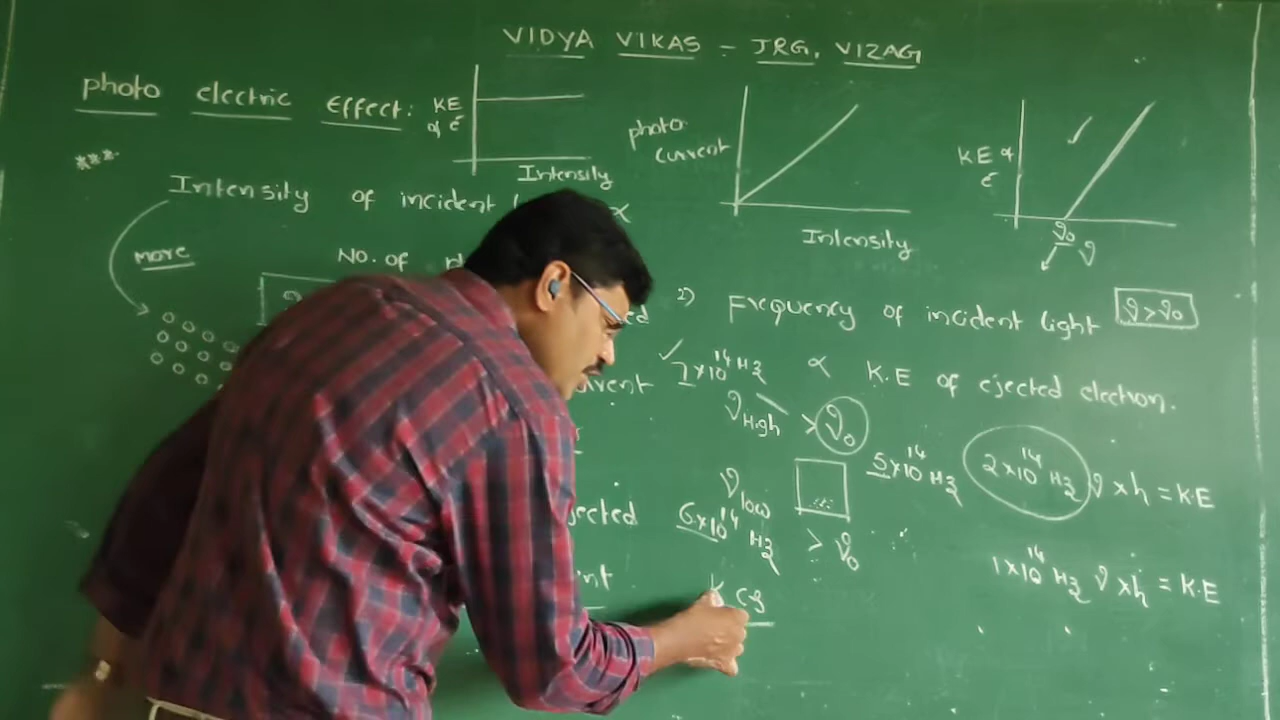 VIDYA VIKAS - JRG, VIZAG
photo electric Effect:
KE of e̅
Intensity
photo current
Intensity
KE of e̅
ν₀
ν
***
Intensity of incident
∝
more
No. of
2) Frequency of incident light
ν > ν₀
∝ K.E of ejected electron.
7×10¹⁴ Hz
ν High > ν₀
5×10¹⁴ Hz
2×10¹⁴ Hz ν×h = K.E
ν low > ν₀
6×10¹⁴ Hz
1×10¹⁴ Hz ν×h = K.E
K Cs